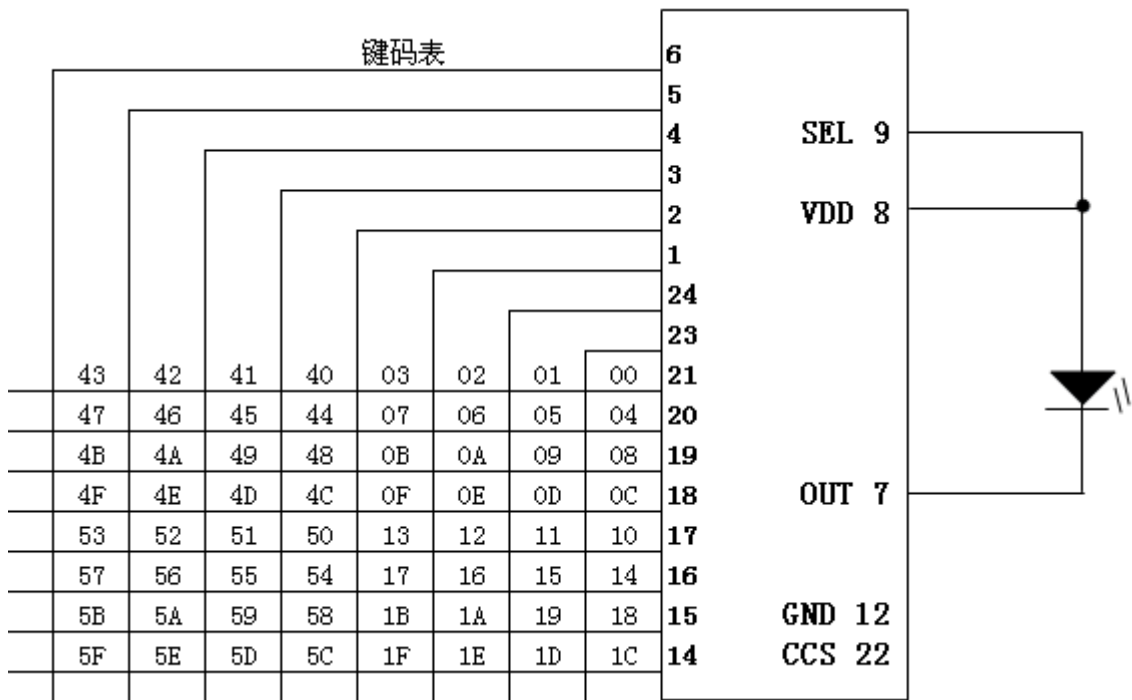 键码表
6
5
4 SEL 9
3
2 VDD 8
1
24
23
43 42 41 40 03 02 01 00 21
47 46 45 44 07 06 05 04 20
4B 4A 49 48 0B 0A 09 08 19
4F 4E 4D 4C 0F 0E 0D 0C 18 OUT 7
53 52 51 50 13 12 11 10 17
57 56 55 54 17 16 15 14 16
5B 5A 59 58 1B 1A 19 18 15 GND 12
5F 5E 5D 5C 1F 1E 1D 1C 14 CCS 22